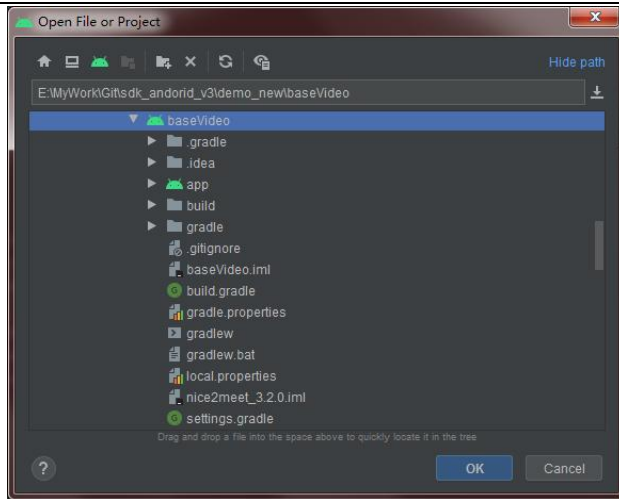 Open File or Project
Hide path
E:\MyWork\Git\sdk_andorid_v3\demo_new\baseVideo
baseVideo
.gradle
.idea
app
build
gradle
.gitignore
baseVideo.iml
build.gradle
gradle.properties
gradlew
gradlew.bat
local.properties
nice2meet_3.2.0.iml
settings.gradle
Drag and drop a file into the space above to quickly locate it in the tree
?
OK
Cancel